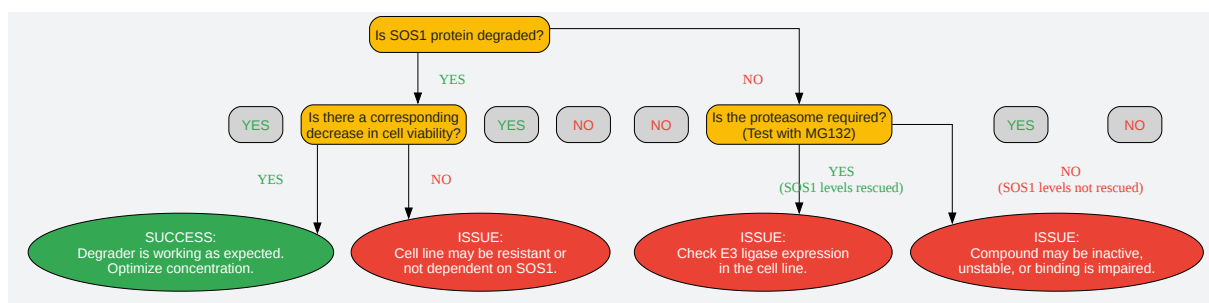 Is SOS1 protein degraded?
YES
NO
YES
Is there a corresponding
decrease in cell viability?
YES
NO
NO
Is the proteasome required?
(Test with MG132)
YES
NO
YES
NO
YES
(SOS1 levels rescued)
NO
(SOS1 levels not rescued)
SUCCESS:
Degrader is working as expected.
Optimize concentration.
ISSUE:
Cell line may be resistant or
not dependent on SOS1.
ISSUE:
Check E3 ligase expression
in the cell line.
ISSUE:
Compound may be inactive,
unstable, or binding is impaired.